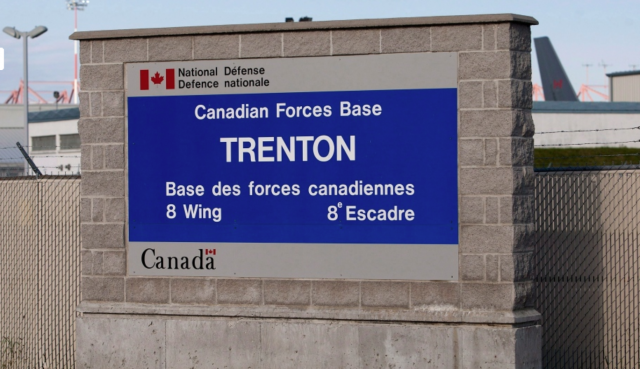 National Défense
Defence nationale
Canadian Forces Base
TRENTON
Base des forces canadiennes
8 Wing 8e Escadre
Canada